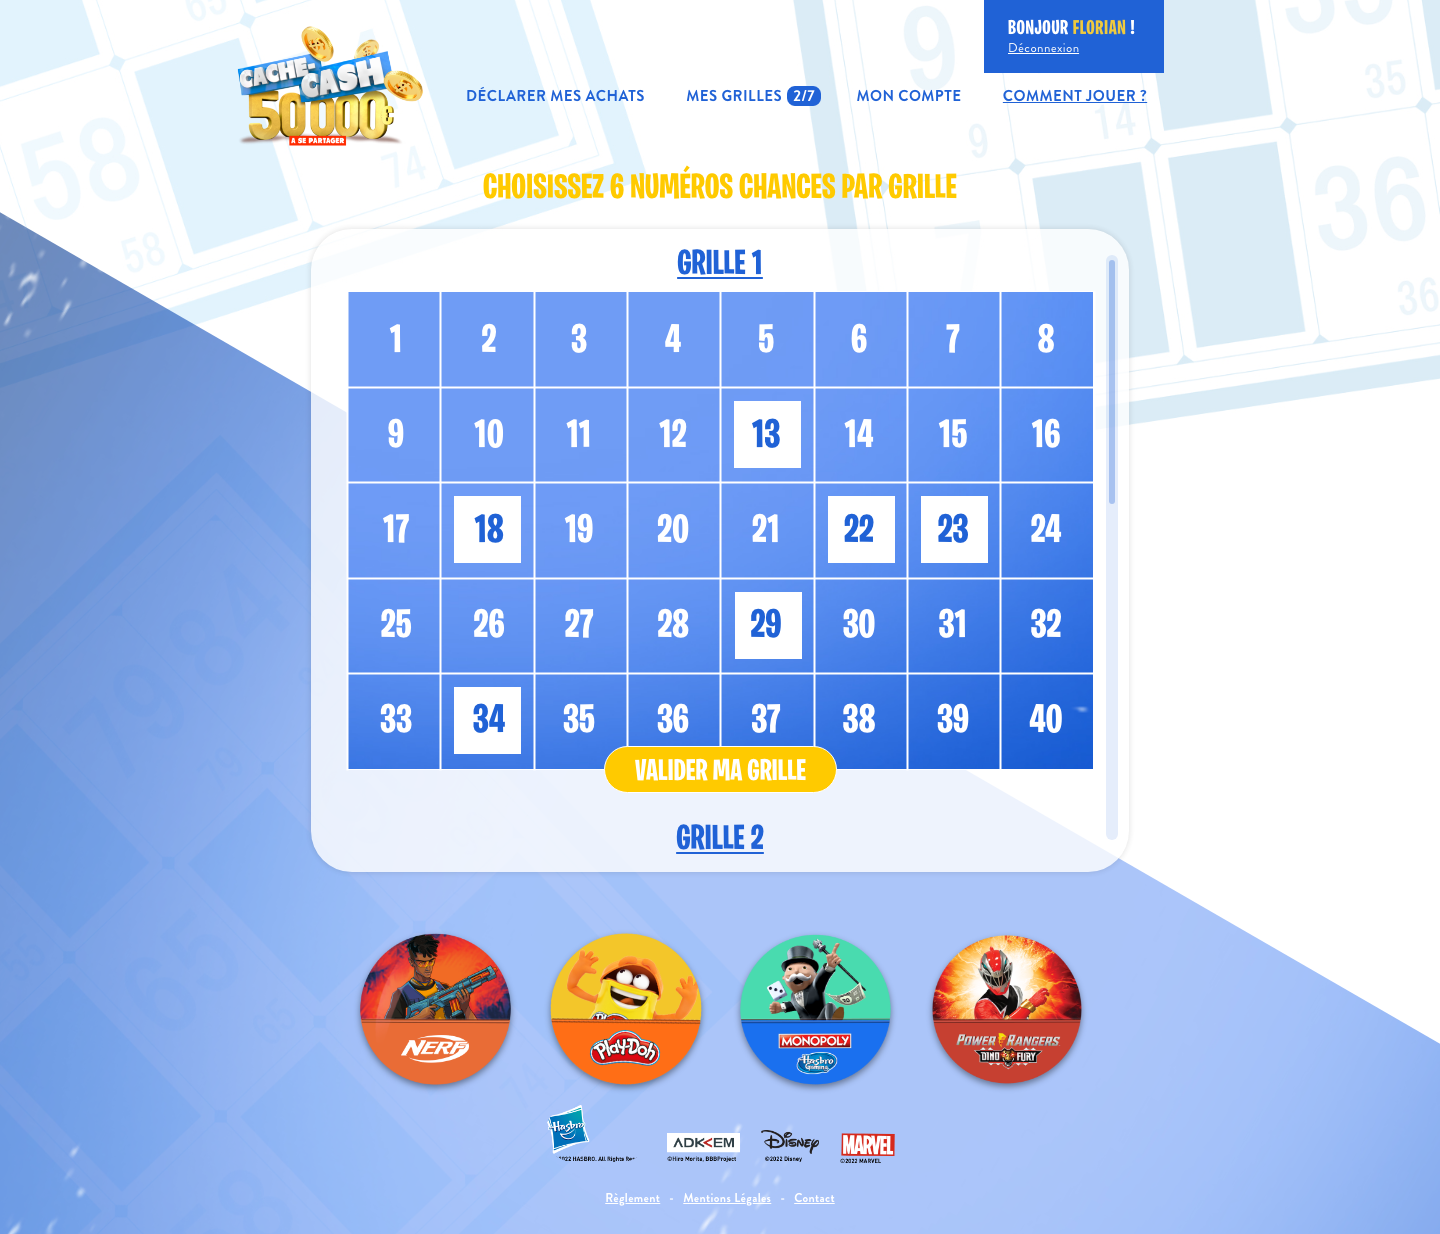 BONJOUR FLORIAN !
Déconnexion
CACHE-
CASH
50 000€
À SE PARTAGER
DÉCLARER MES ACHATS
MES GRILLES 2/7
MON COMPTE
COMMENT JOUER ?
CHOISISSEZ 6 NUMÉROS CHANCES PAR GRILLE
GRILLE 1
1 2 3 4 5 6 7 8
9 10 11 12 13 14 15 16
17 18 19 20 21 22 23 24
25 26 27 28 29 30 31 32
33 34 35 36 37 38 39 40
VALIDER MA GRILLE
GRILLE 2
NERF
PLAY-DOH
MONOPOLY
Hasbro
Gaming
POWER RANGERS
DINO FURY
Hasbro
ADK EM
Disney
MARVEL
2022 HASBRO. All Rights Res
©Hiro Morita, BBBProject
©2022 Disney
©2022 MARVEL
Règlement - Mentions Légales - Contact